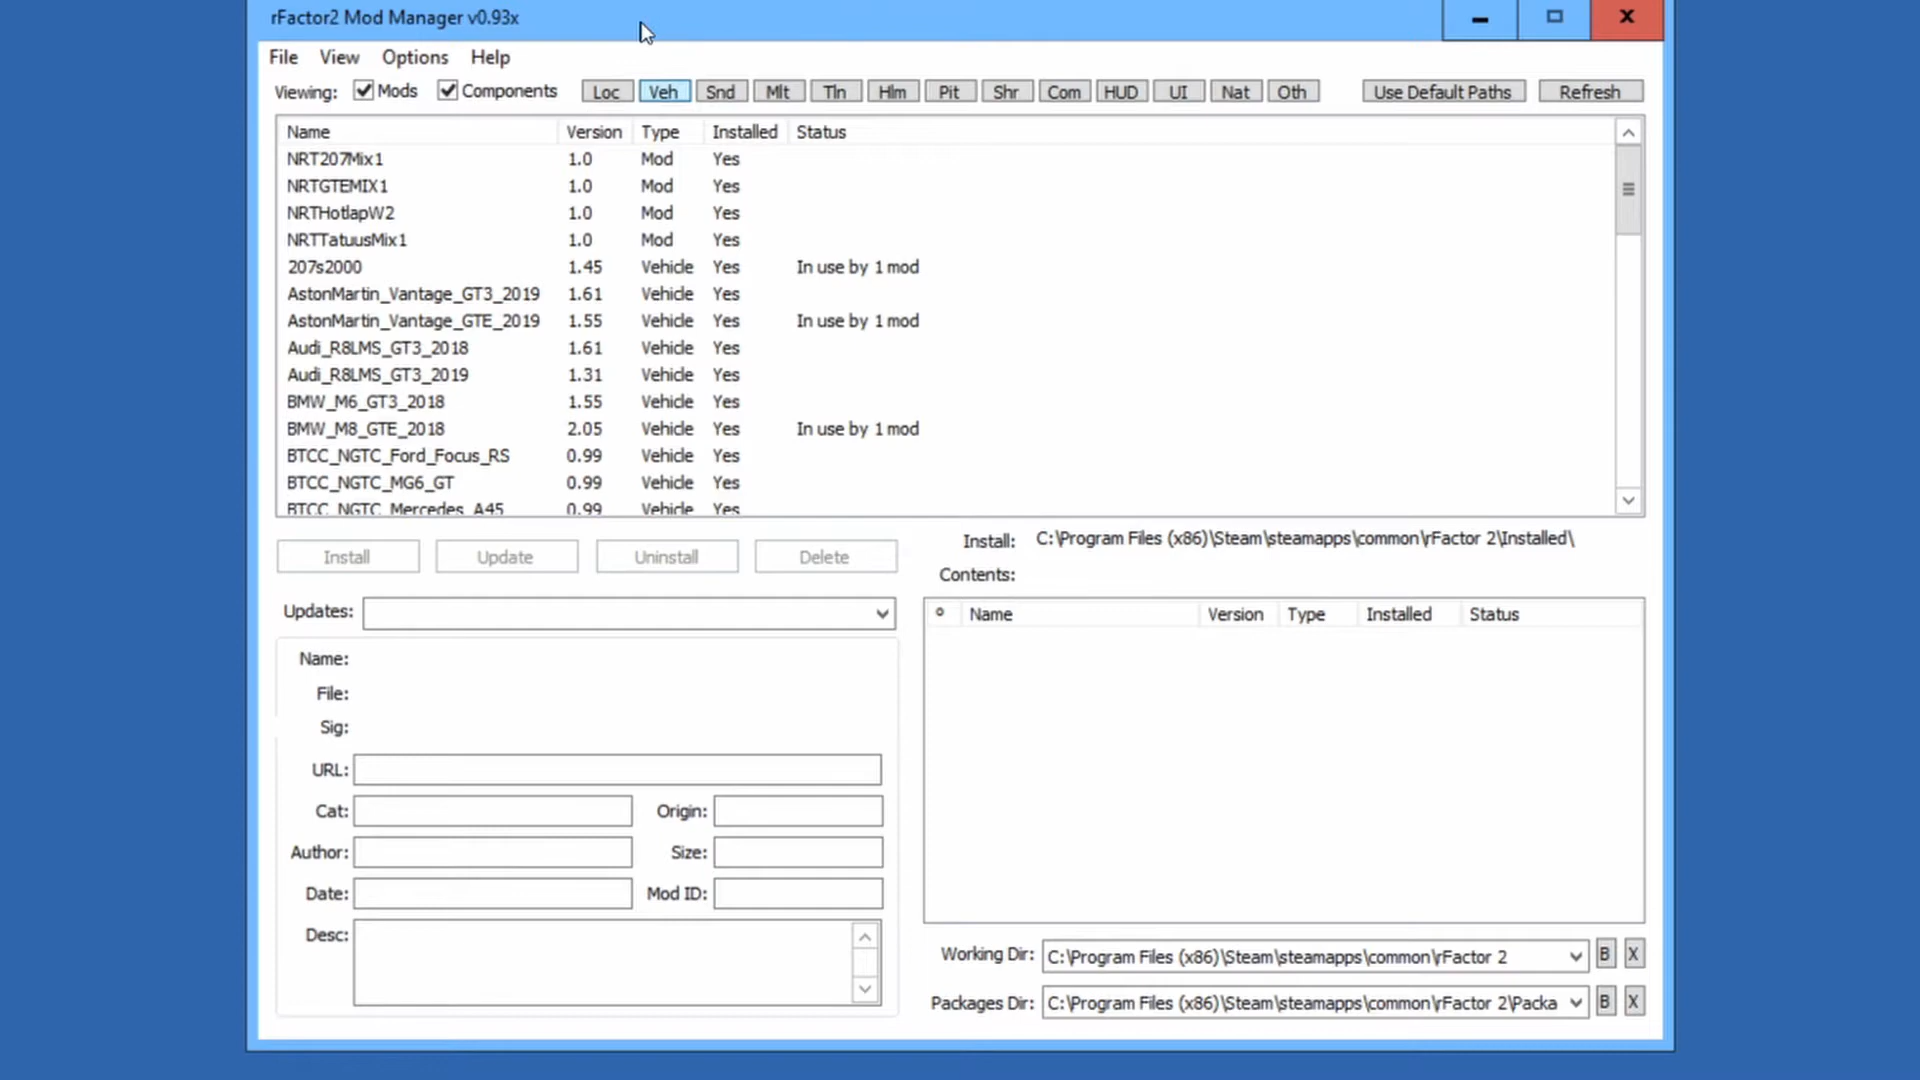 rFactor2 Mod Manager v0.93x
File View Options Help
Viewing: Mods Components Loc Veh Snd Mlt Tln Hlm Pit Shr Com HUD UI Nat Oth Use Default Paths Refresh
Name Version Type Installed Status
NRT207Mix1 1.0 Mod Yes
NRTGTEMIX1 1.0 Mod Yes
NRTHotlapW2 1.0 Mod Yes
NRTTatuusMix1 1.0 Mod Yes
207s2000 1.45 Vehicle Yes In use by 1 mod
AstonMartin_Vantage_GT3_2019 1.61 Vehicle Yes
AstonMartin_Vantage_GTE_2019 1.55 Vehicle Yes In use by 1 mod
Audi_R8LMS_GT3_2018 1.61 Vehicle Yes
Audi_R8LMS_GT3_2019 1.31 Vehicle Yes
BMW_M6_GT3_2018 1.55 Vehicle Yes
BMW_M8_GTE_2018 2.05 Vehicle Yes In use by 1 mod
BTCC_NGTC_Ford_Focus_RS 0.99 Vehicle Yes
BTCC_NGTC_MG6_GT 0.99 Vehicle Yes
BTCC_NGTC_Mercedes_A45 0.99 Vehicle Yes
Install Update Uninstall Delete
Install: C:\Program Files (x86)\Steam\steamapps\common\rFactor 2\Installed\
Contents:
Updates:
Name Version Type Installed Status
Name:
File:
Sig:
URL:
Cat: Origin:
Author: Size:
Date: Mod ID:
Desc:
Working Dir: C:\Program Files (x86)\Steam\steamapps\common\rFactor 2 B X
Packages Dir: C:\Program Files (x86)\Steam\steamapps\common\rFactor 2\Packa B X